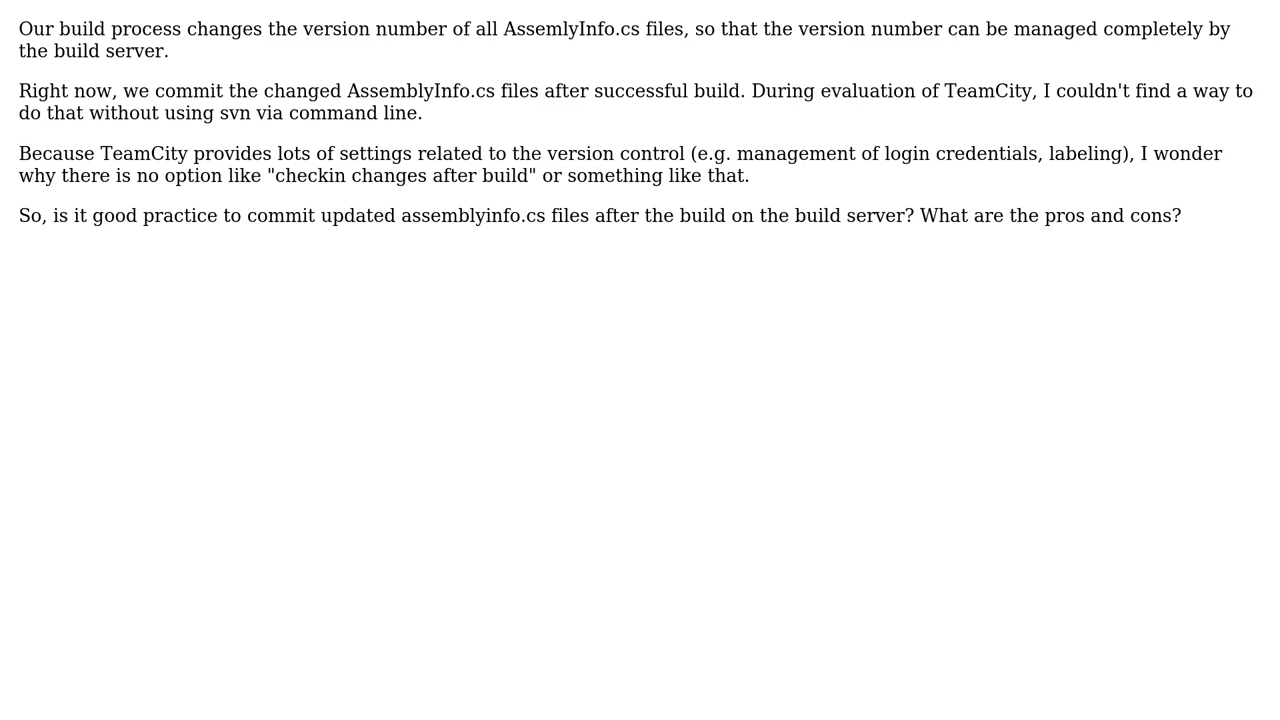 Our build process changes the version number of all AssemlyInfo.cs files, so that the version number can be managed completely by
the build server.
Right now, we commit the changed AssemblyInfo.cs files after successful build. During evaluation of TeamCity, I couldn't find a way to
do that without using svn via command line.
Because TeamCity provides lots of settings related to the version control (e.g. management of login credentials, labeling), I wonder
why there is no option like "checkin changes after build" or something like that.
So, is it good practice to commit updated assemblyinfo.cs files after the build on the build server? What are the pros and cons?